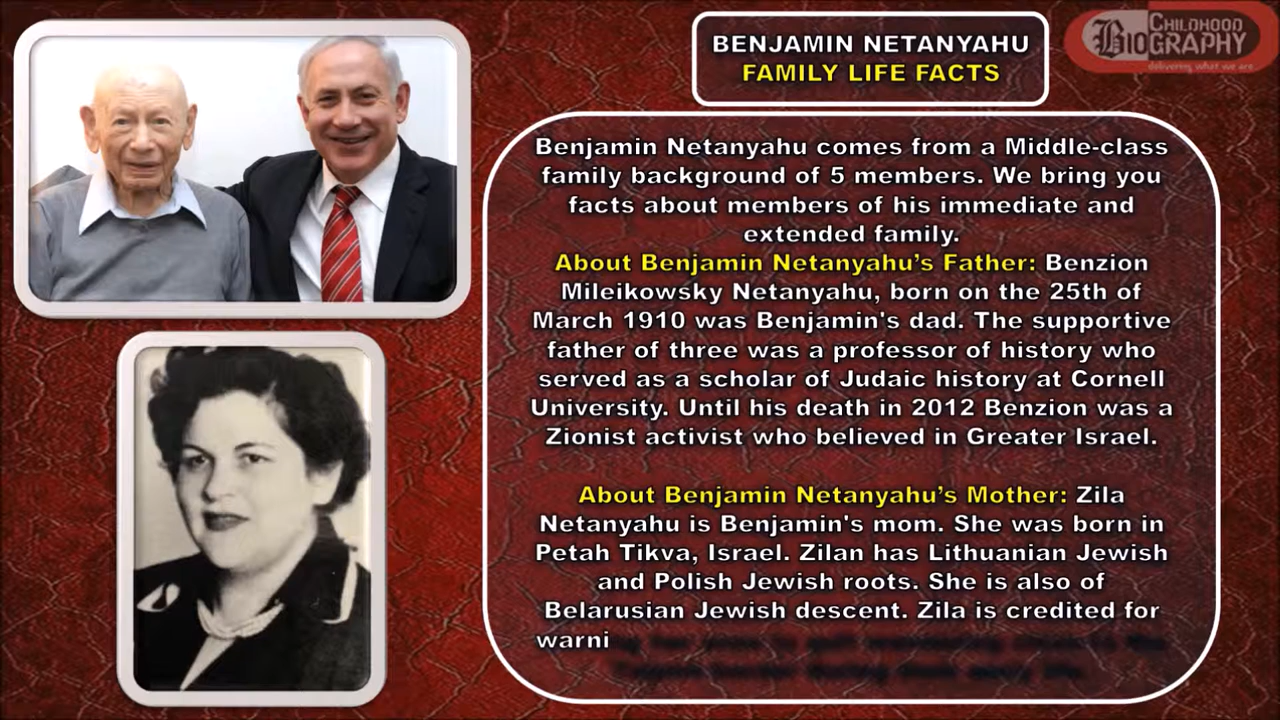 BENJAMIN NETANYAHU
FAMILY LIFE FACTS
CHILDHOOD
BIOGRAPHY
delivering what we are
Benjamin Netanyahu comes from a Middle-class
family background of 5 members. We bring you
facts about members of his immediate and
extended family.
About Benjamin Netanyahu’s Father: Benzion
Mileikowsky Netanyahu, born on the 25th of
March 1910 was Benjamin's dad. The supportive
father of three was a professor of history who
served as a scholar of Judaic history at Cornell
University. Until his death in 2012 Benzion was a
Zionist activist who believed in Greater Israel.
About Benjamin Netanyahu’s Mother: Zila
Netanyahu is Benjamin's mom. She was born in
Petah Tikva, Israel. Zilan has Lithuanian Jewish
and Polish Jewish roots. She is also of
Belarusian Jewish descent. Zila is credited for
warni